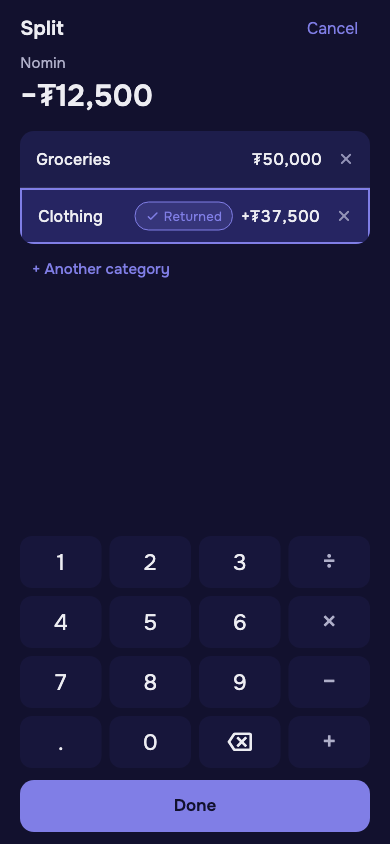 Split
Cancel
Nomin
−₮12,500
Groceries ₮50,000 ✕
Clothing ✓ Returned +₮37,500 ✕
+ Another category
1 2 3 ÷
4 5 6 ×
7 8 9 −
. 0 ⌫ +
Done